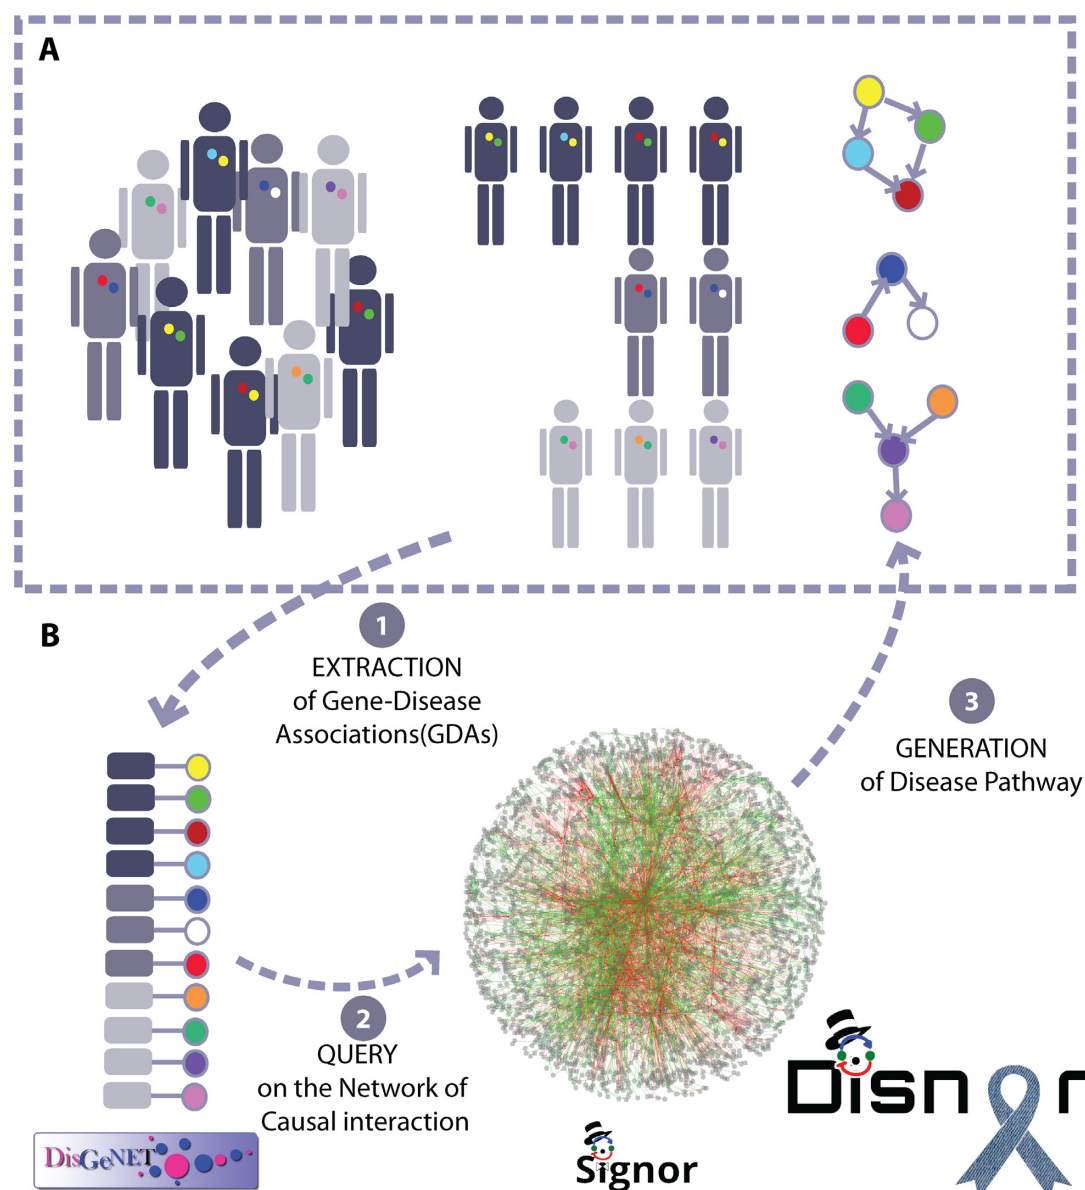 A
B
1
EXTRACTION
of Gene-Disease
Associations(GDAs)
3
GENERATION
of Disease Pathway
2
QUERY
on the Network of
Causal interaction
DisGeNET
Signor
Disnor